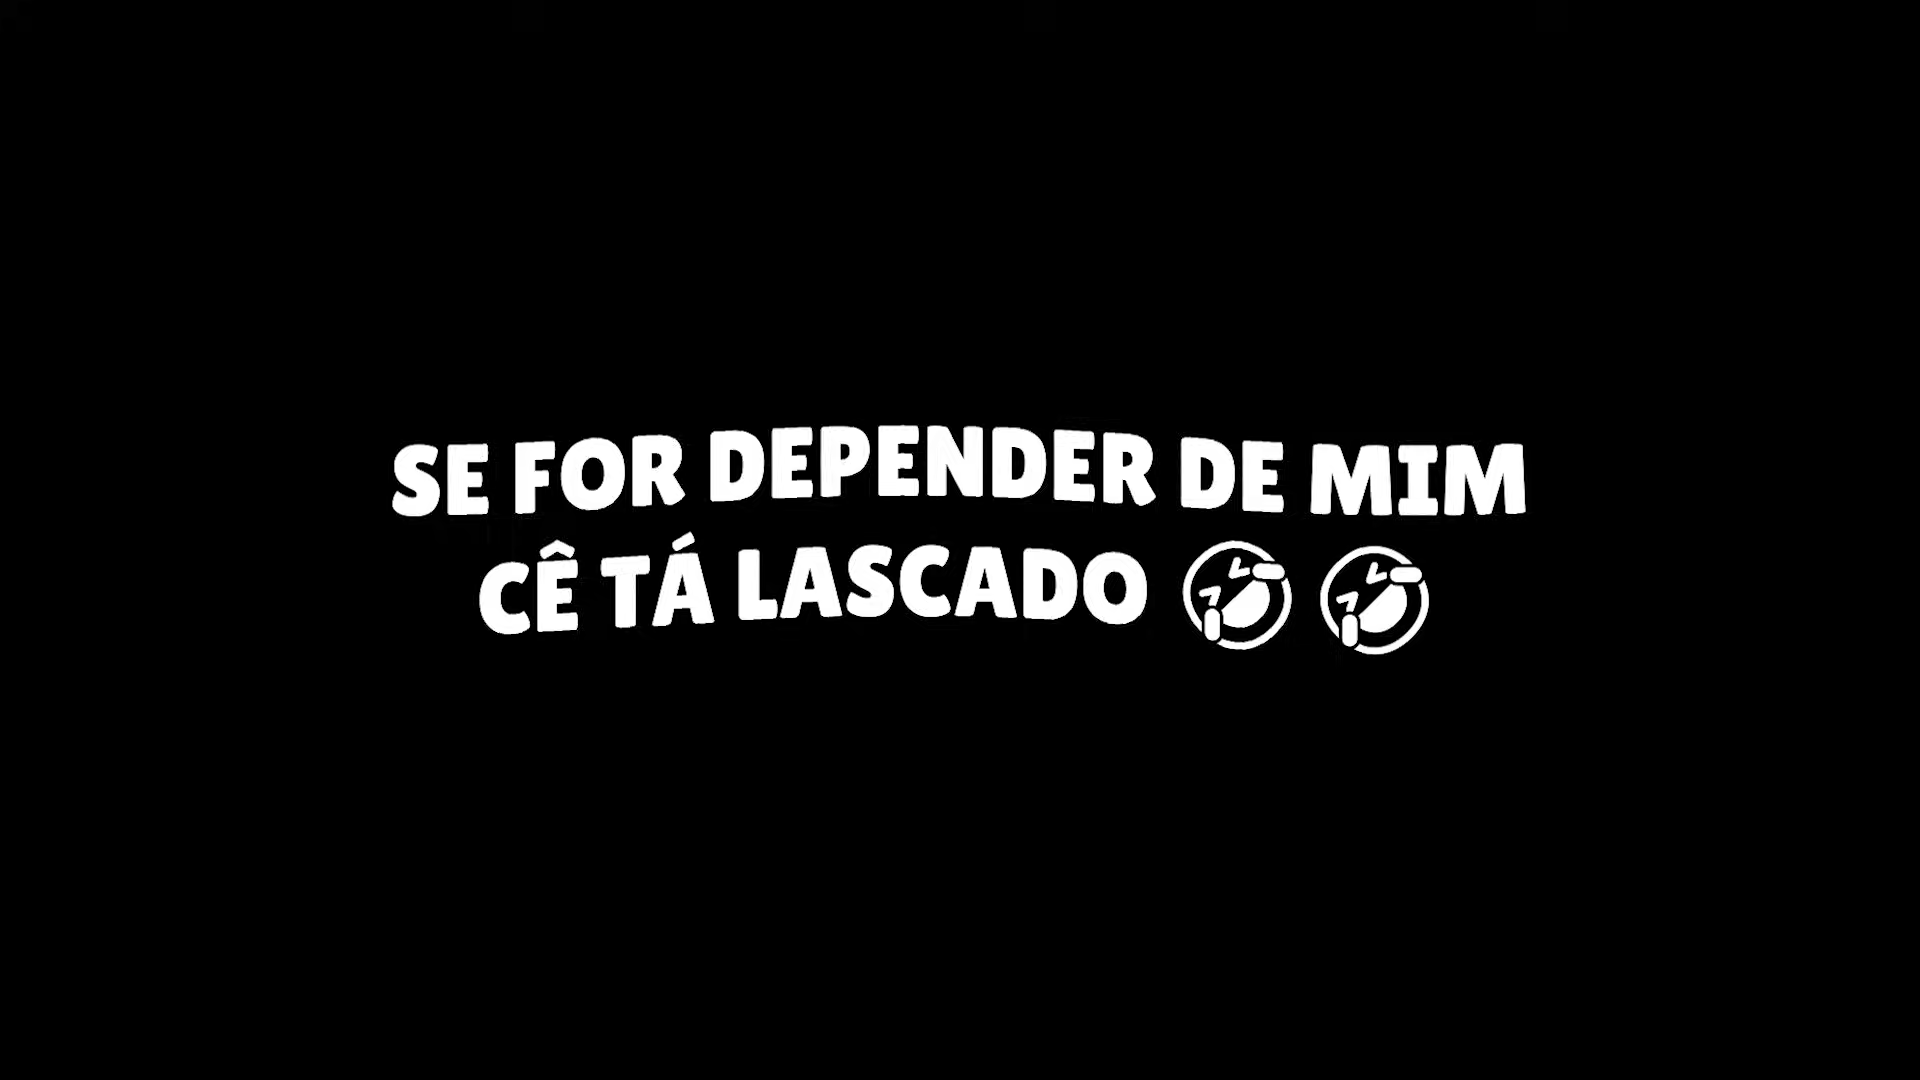 SE FOR DEPENDER DE MIM
CÊ TÁ LASCADO 🤣 🤣